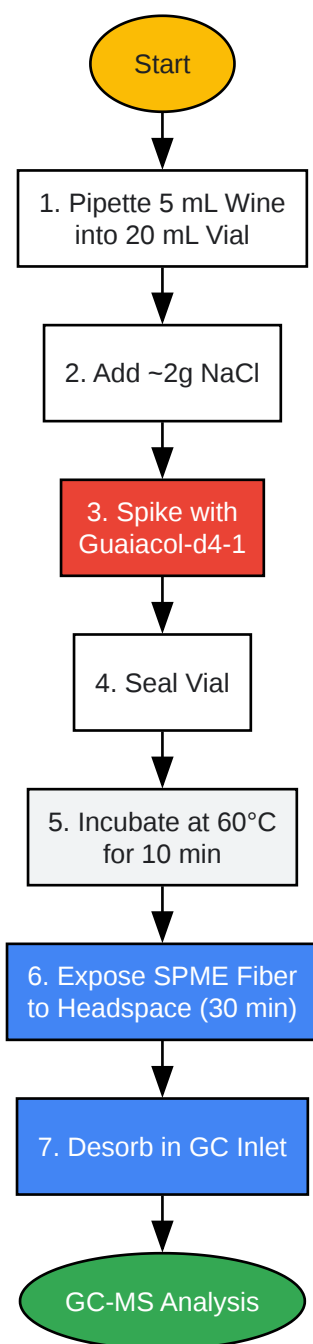 Start
1. Pipette 5 mL Wine
into 20 mL Vial
2. Add ~2g NaCl
3. Spike with
Guaiacol-d4-1
4. Seal Vial
5. Incubate at 60°C
for 10 min
6. Expose SPME Fiber
to Headspace (30 min)
7. Desorb in GC Inlet
GC-MS Analysis